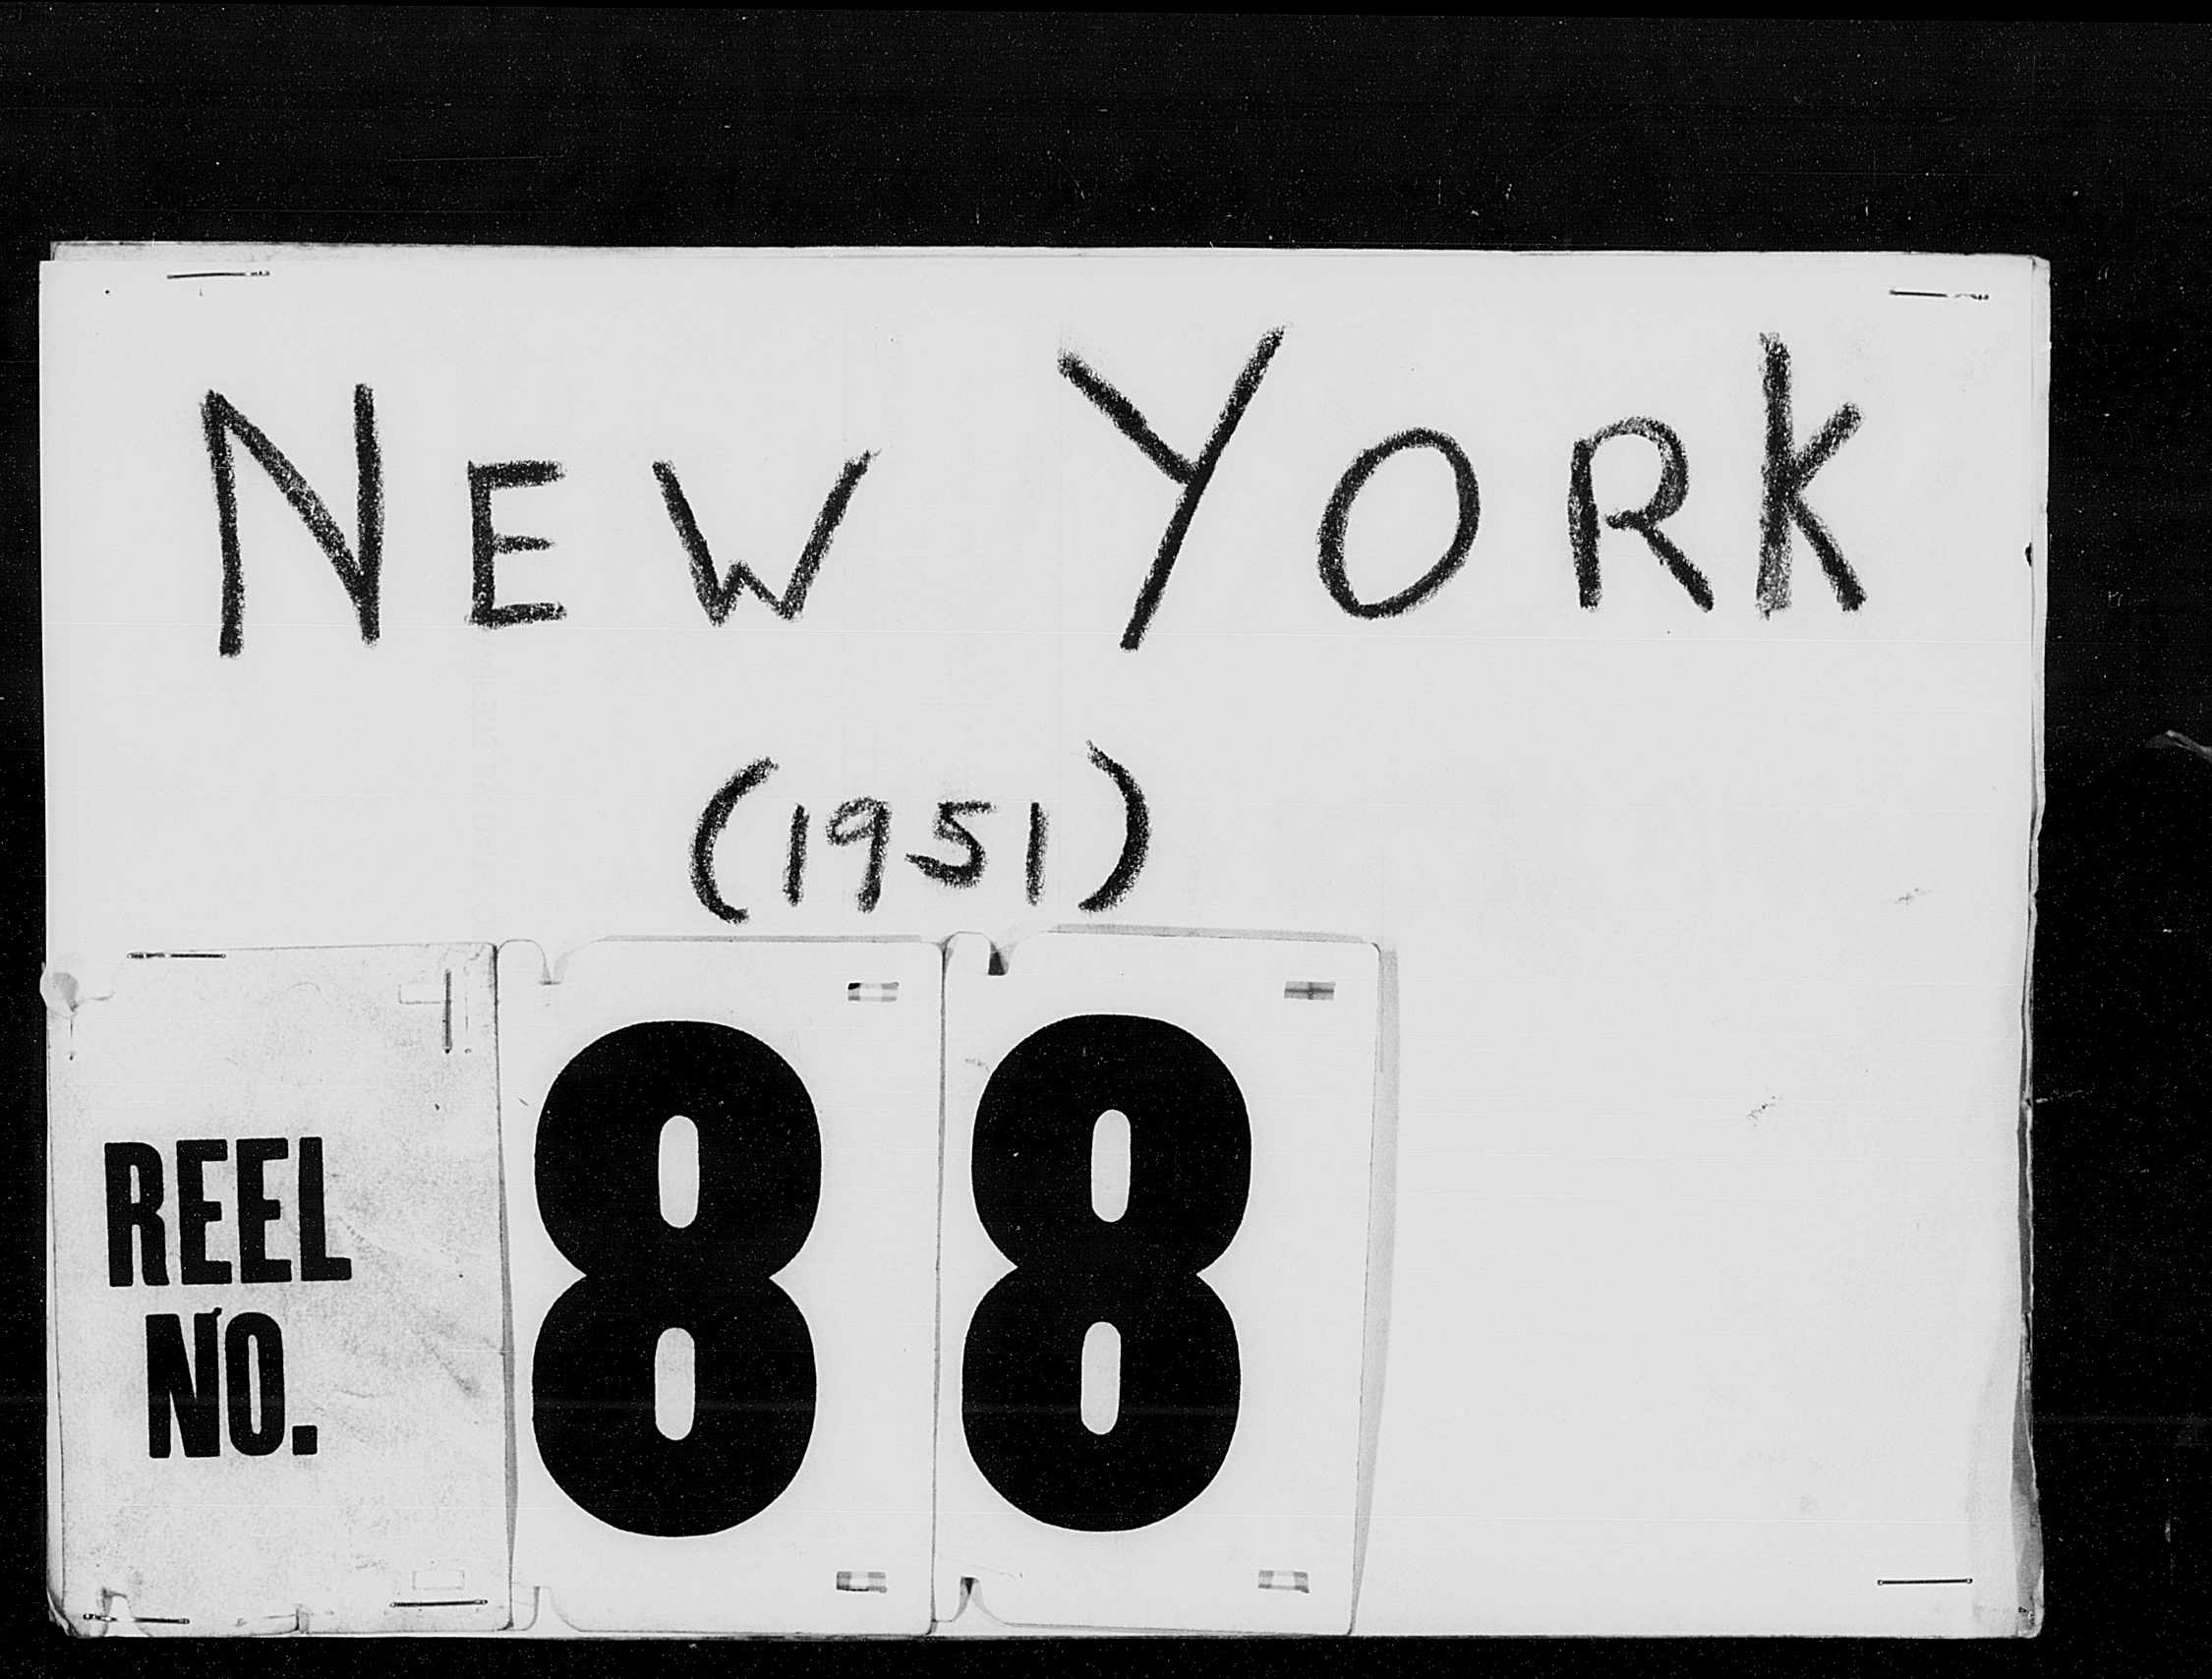 NEW YORK
(1951)
REEL
NO.
88